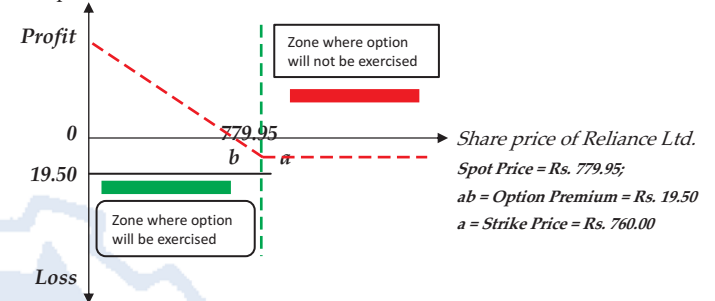 Profit
Zone where option
will not be exercised
779.95
0
b
a
Share price of Reliance Ltd.
19.50
Spot Price = Rs. 779.95;
ab = Option Premium = Rs. 19.50
a = Strike Price = Rs. 760.00
Zone where option
will be exercised
Loss